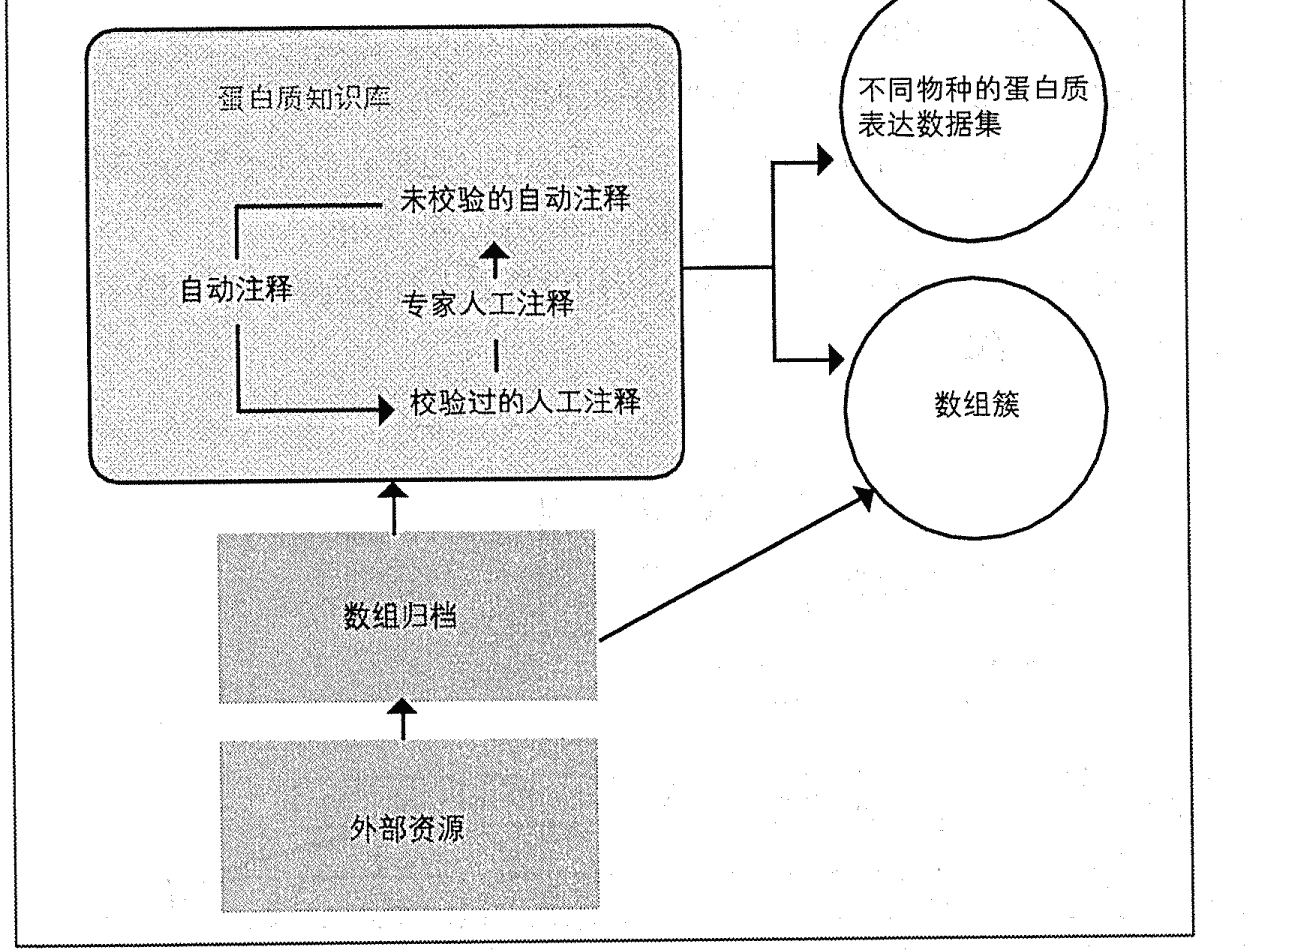 蛋白质知识库
未校验的自动注释
自动注释
专家人工注释
校验过的人工注释
不同物种的蛋白质
表达数据集
数组簇
数组归档
外部资源